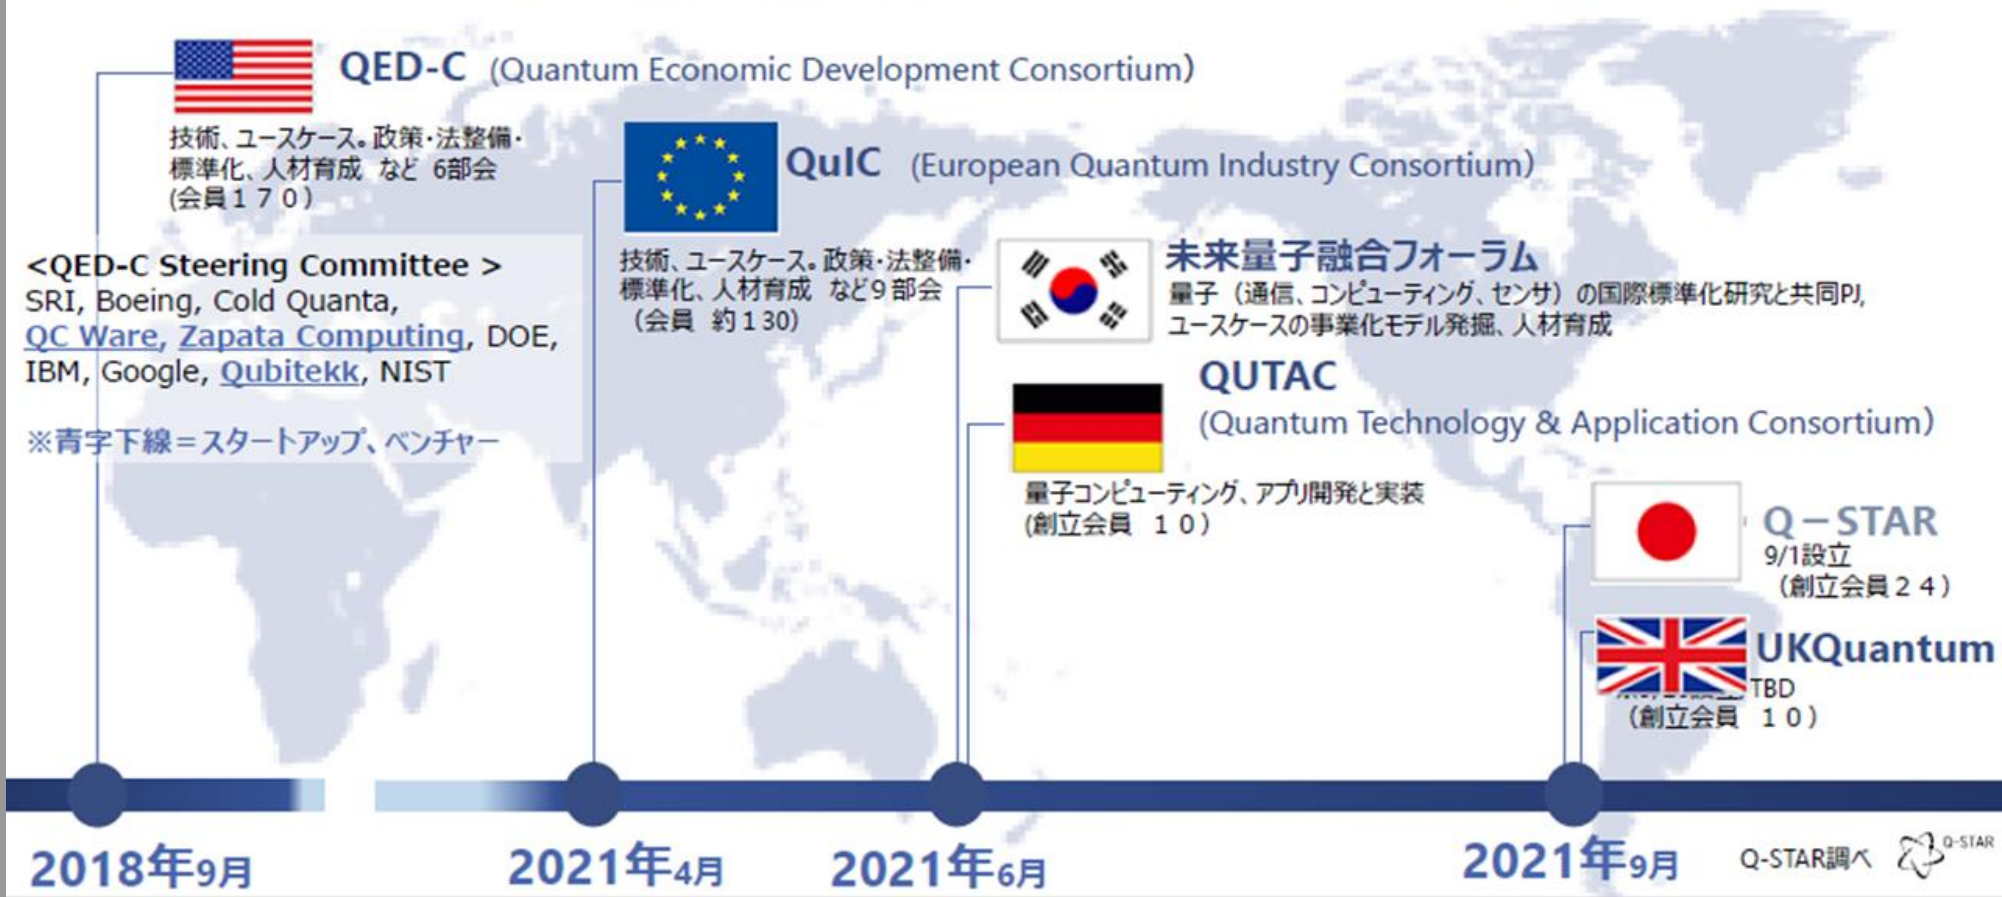 QED-C (Quantum Economic Development Consortium)
技術、ユースケース。政策・法整備・
標準化、人材育成 など 6部会
(会員１７０)
<QED-C Steering Committee >
SRI, Boeing, Cold Quanta,
QC Ware, Zapata Computing, DOE,
IBM, Google, Qubitekk, NIST
※青字下線＝スタートアップ、ベンチャー
QuIC (European Quantum Industry Consortium)
技術、ユースケース。政策・法整備・
標準化、人材育成 など９部会
（会員 約１30）
未来量子融合フォーラム
量子（通信、コンピューティング、センサ）の国際標準化研究と共同PJ,
ユースケースの事業化モデル発掘、人材育成
QUTAC
(Quantum Technology & Application Consortium)
量子コンピューティング、アプリ開発と実装
(創立会員 １０)
Q－STAR
9/1設立
（創立会員２４）
UKQuantum
TBD
（創立会員 １０）
2018年9月
2021年4月
2021年6月
2021年9月
Q-STAR調べ
Q-STAR